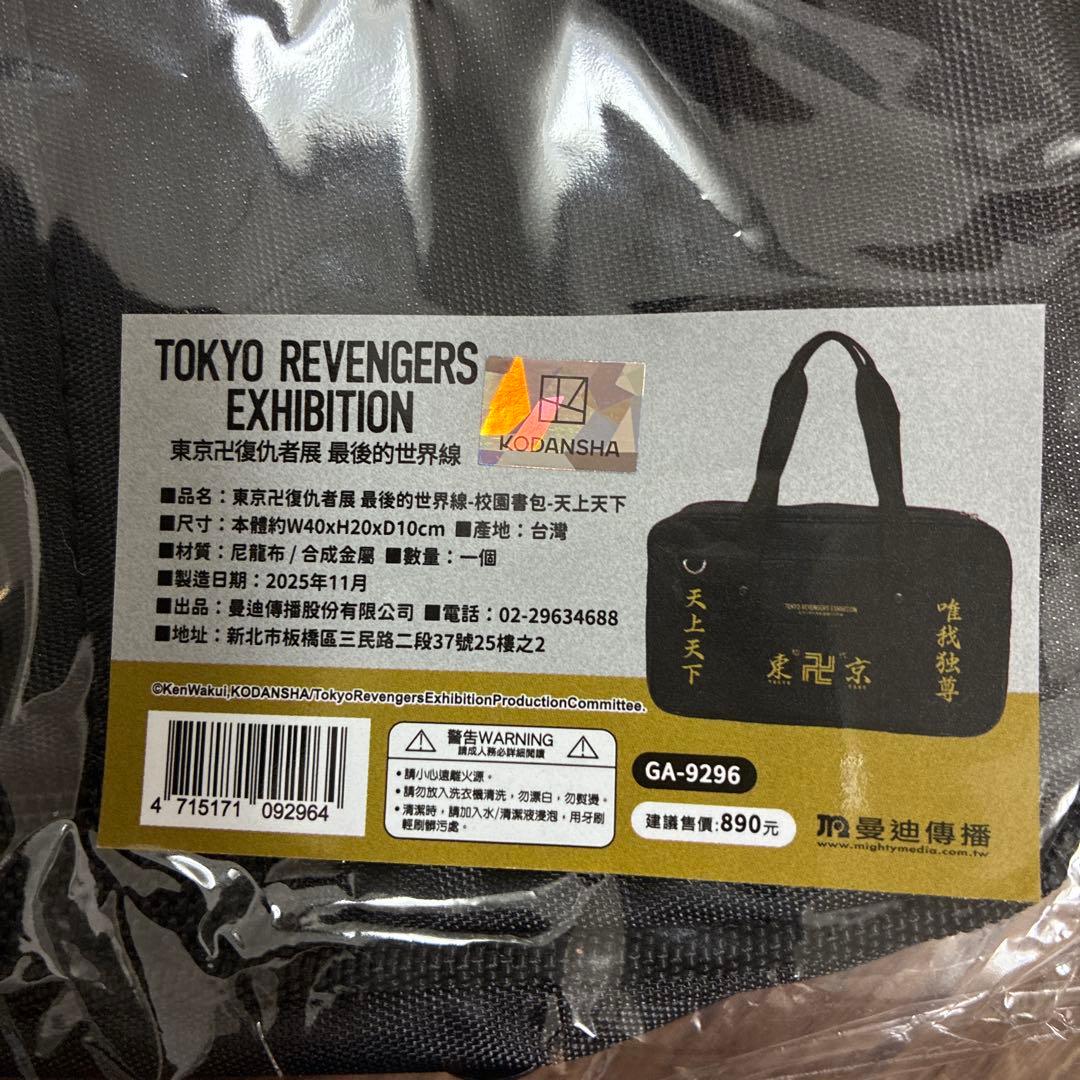 TOKYO REVENGERS
EXHIBITION
東京卍復仇者展 最後的世界線
KODANSHA
■品名：東京卍復仇者展 最後的世界線-校園書包-天上天下
■尺寸：本體約W40xH20xD10cm ■產地：台灣
■材質：尼龍布 / 合成金屬 ■數量：一個
■製造日期：2025年11月
■出品：曼迪傳播股份有限公司 ■電話：02-29634688
■地址：新北市板橋區三民路二段37號25樓之2
©KenWakui,KODANSHA/TokyoRevengersExhibitionProductionCommittee.
天上天下
TOKYO REVENGERS EXHIBITION
東卍京
唯我独尊
4 715171 092964
警告WARNING
請成人務必詳細閱讀
•請小心遠離火源。
•請勿放入洗衣機清洗，勿漂白，勿熨燙。
•清潔時，請加入水/清潔液浸泡，用牙刷
輕刷髒污處。
GA-9296
建議售價:890元
曼迪傳播
www.mightymedia.com.tw